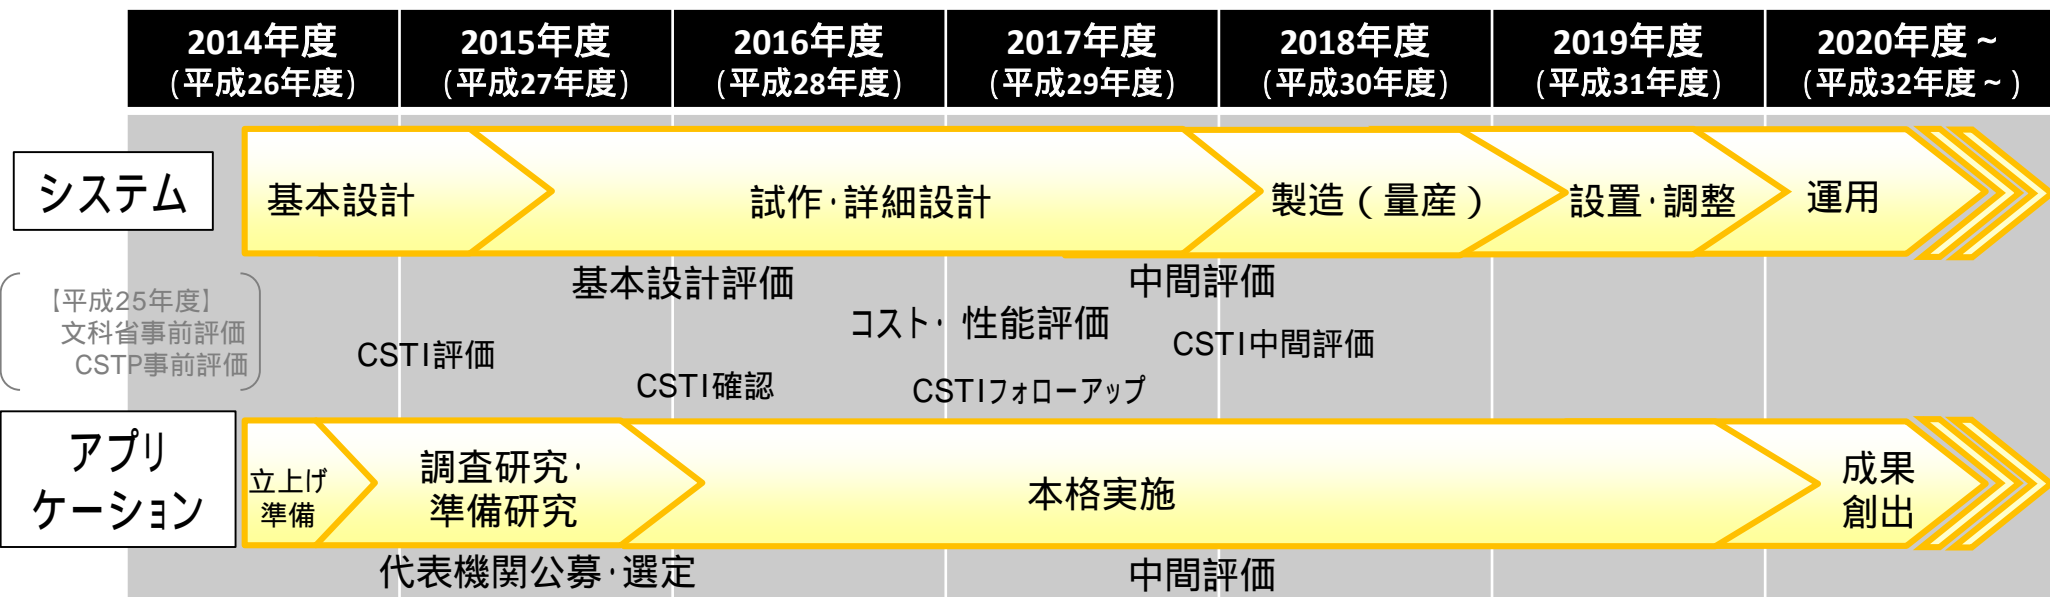 2014年度
(平成26年度)
2015年度
(平成27年度)
2016年度
(平成28年度)
2017年度
(平成29年度)
2018年度
(平成30年度)
2019年度
(平成31年度)
2020年度~
(平成32年度~)
システム
基本設計
試作・詳細設計
製造(量産)
設置・調整
運用
基本設計評価
中間評価
【平成25年度】
文科省事前評価
CSTP事前評価
コスト・性能評価
CSTI評価
CSTI中間評価
CSTI確認
CSTIフォローアップ
アプリ
ケーション
立上げ
準備
調査研究・
準備研究
本格実施
成果
創出
代表機関公募・選定
中間評価